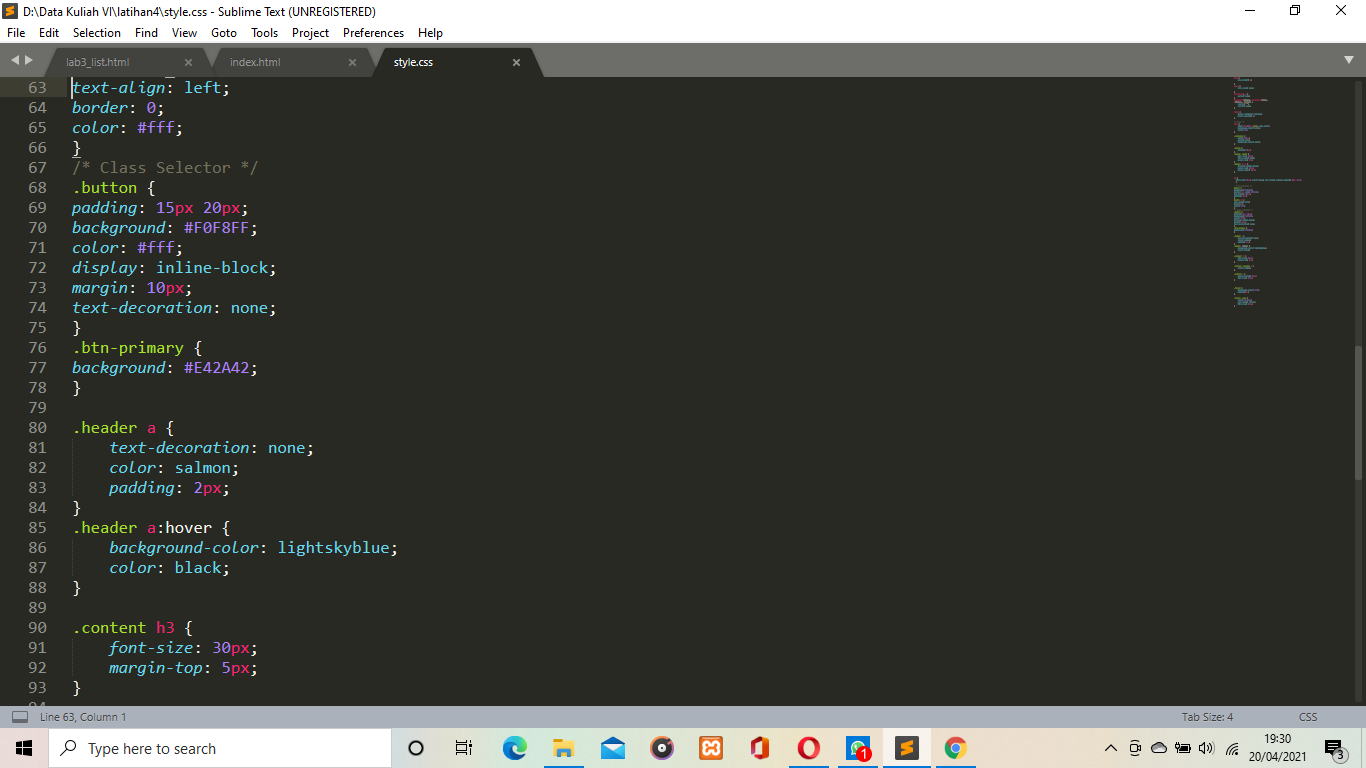 D:\Data Kuliah VI\latihan4\style.css - Sublime Text (UNREGISTERED)
File Edit Selection Find View Goto Tools Project Preferences Help
lab3_list.html index.html style.css
63 text-align: left;
64 border: 0;
65 color: #fff;
66 }
67 /* Class Selector */
68 .button {
69 padding: 15px 20px;
70 background: #F0F8FF;
71 color: #fff;
72 display: inline-block;
73 margin: 10px;
74 text-decoration: none;
75 }
76 .btn-primary {
77 background: #E42A42;
78 }
79
80 .header a {
81 text-decoration: none;
82 color: salmon;
83 padding: 2px;
84 }
85 .header a:hover {
86 background-color: lightskyblue;
87 color: black;
88 }
89
90 .content h3 {
91 font-size: 30px;
92 margin-top: 5px;
93 }
Line 63, Column 1 Tab Size: 4 CSS
Type here to search
1
19:30
20/04/2021
3